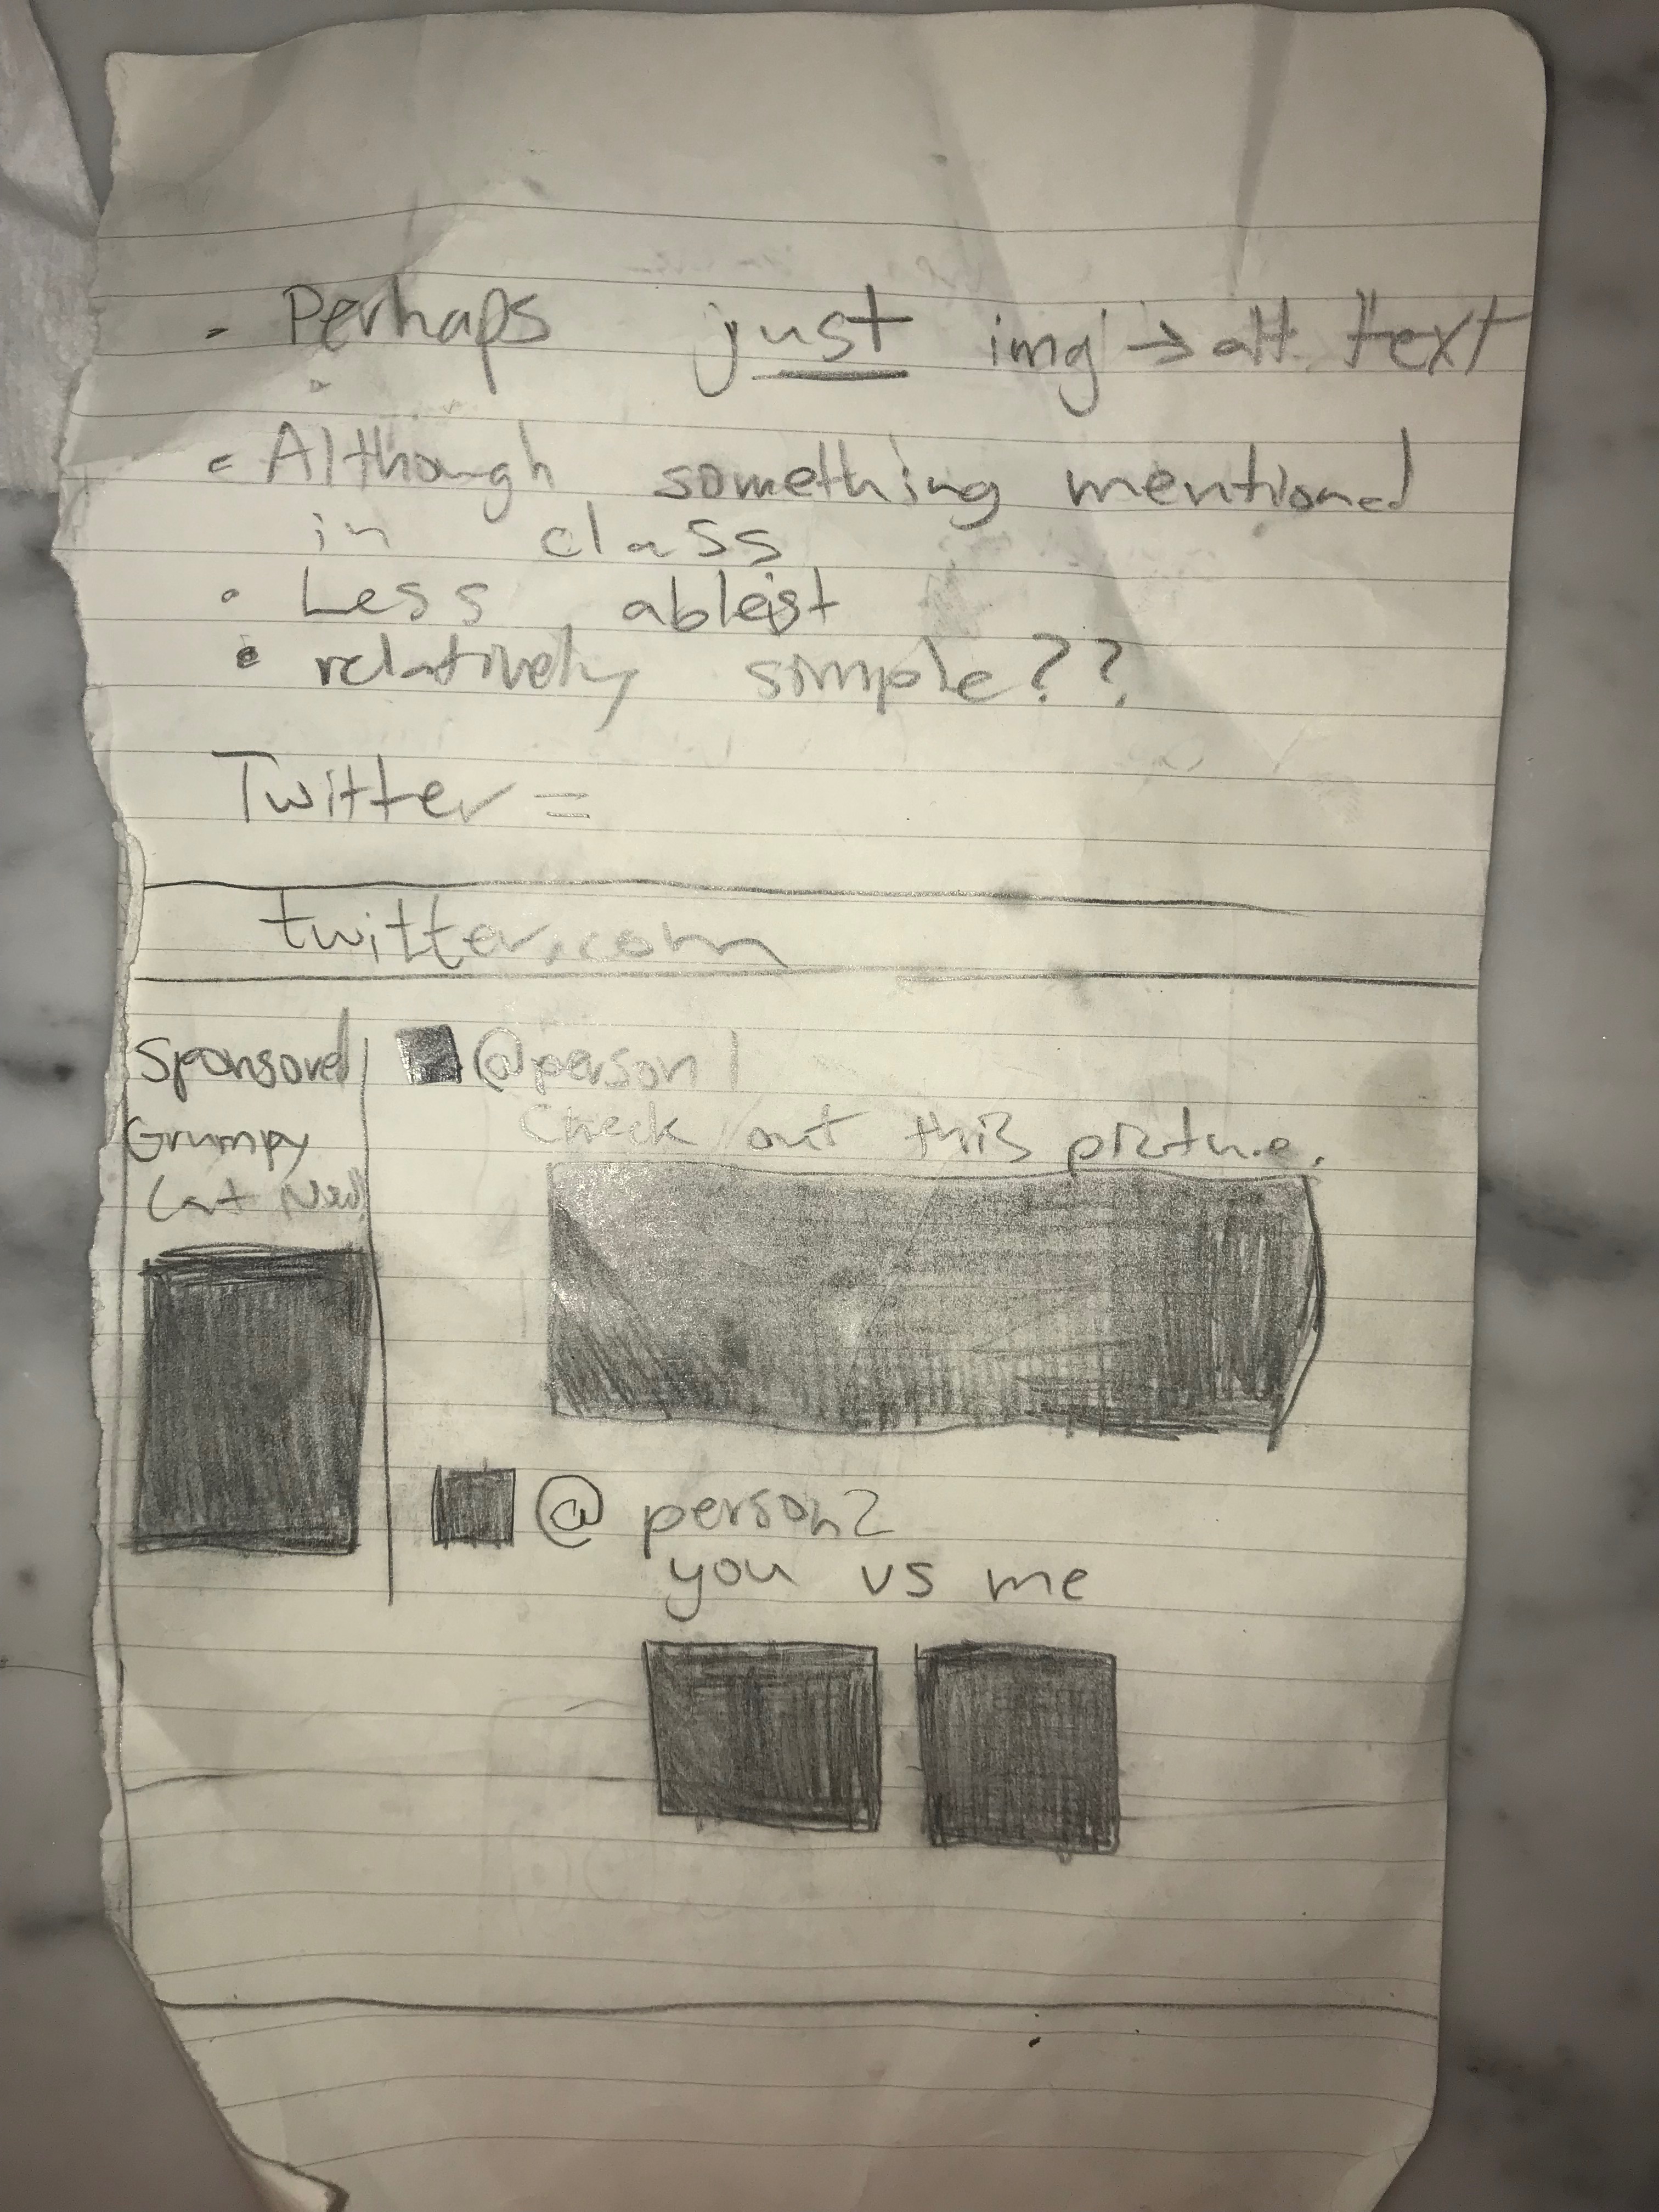 - Perhaps just img → alt text
- Although something mentioned
in class
• Less ableist
• relatively simple??
Twitter =
twitter.com
Sponsored
Grumpy
Cat
@person1
Check out this picture.
@person2
you vs me